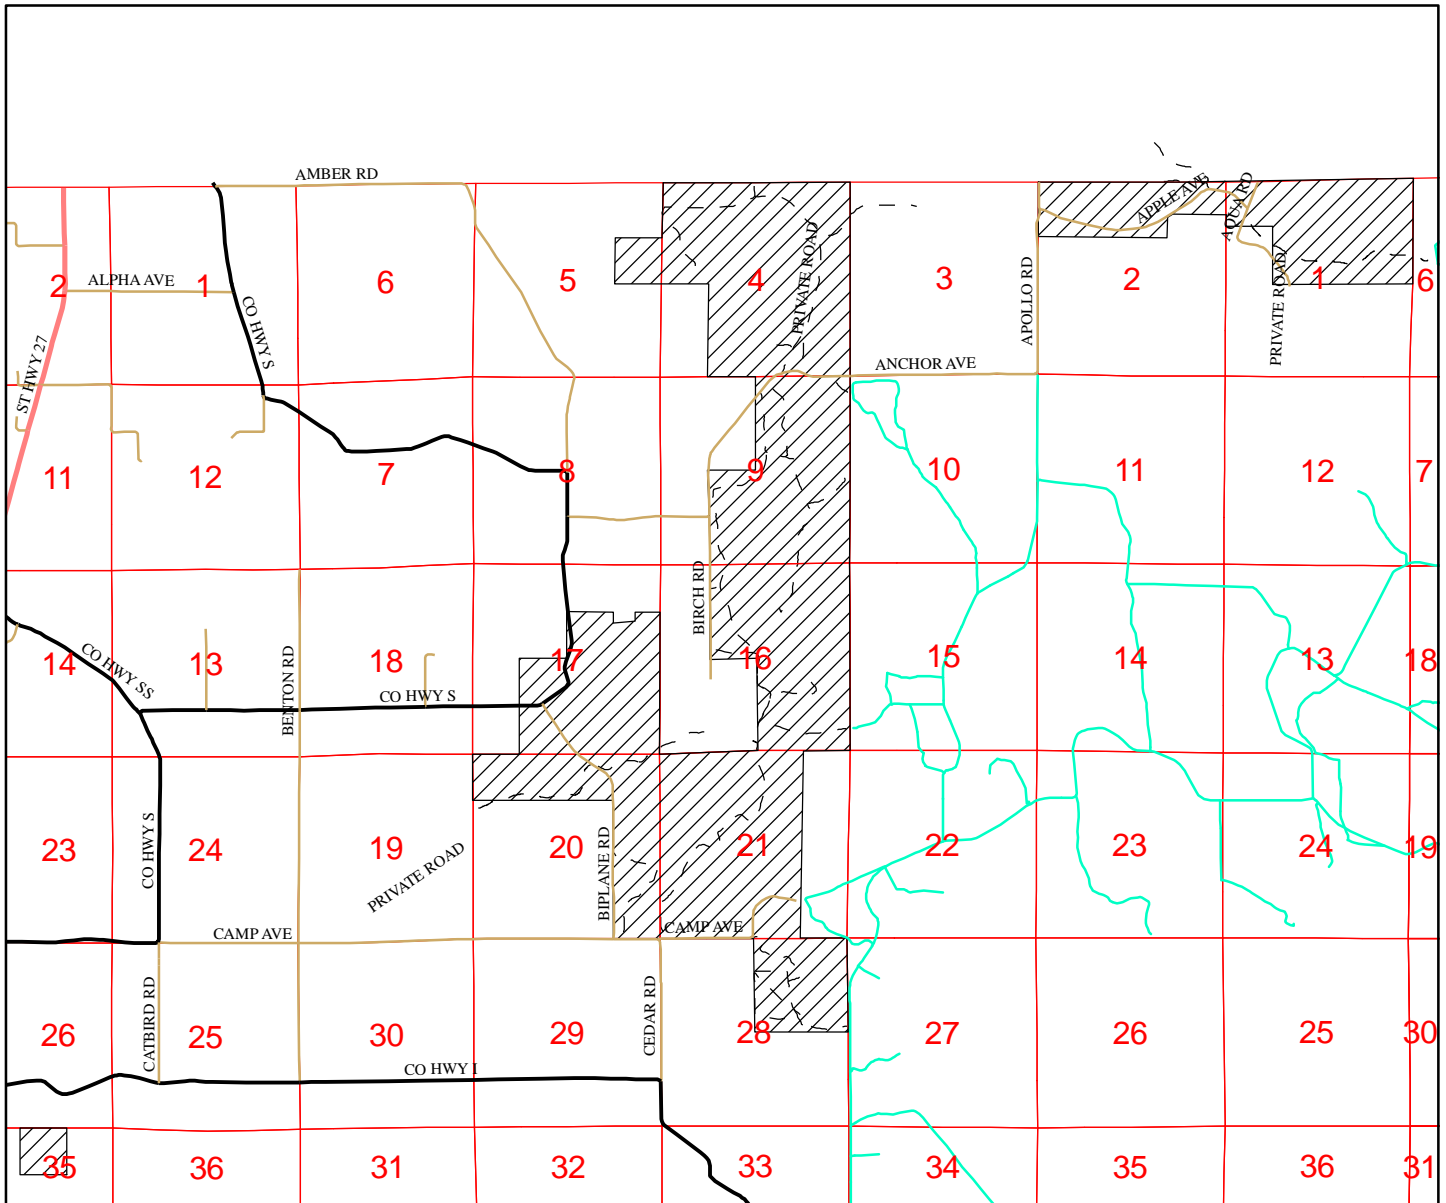 AMBER RD
APPLE AVE
AQUA RD
2
ALPHA AVE
1
CO HWY S
6
5
4
PRIVATE ROAD
3
APOLLO RD
2
PRIVATE ROAD
1
6
ST HWY 27
ANCHOR AVE
11
12
7
8
9
10
11
12
7
BIRCH RD
14
CO HWY SS
13
BENTON RD
18
CO HWY S
17
16
15
14
13
18
23
CO HWY S
24
19
PRIVATE ROAD
20
BIPLANE RD
21
22
23
24
19
CAMP AVE
CAMP AVE
26
CATBIRD RD
25
30
29
CEDAR RD
28
27
26
25
30
CO HWY I
35
36
31
32
33
34
35
36
31